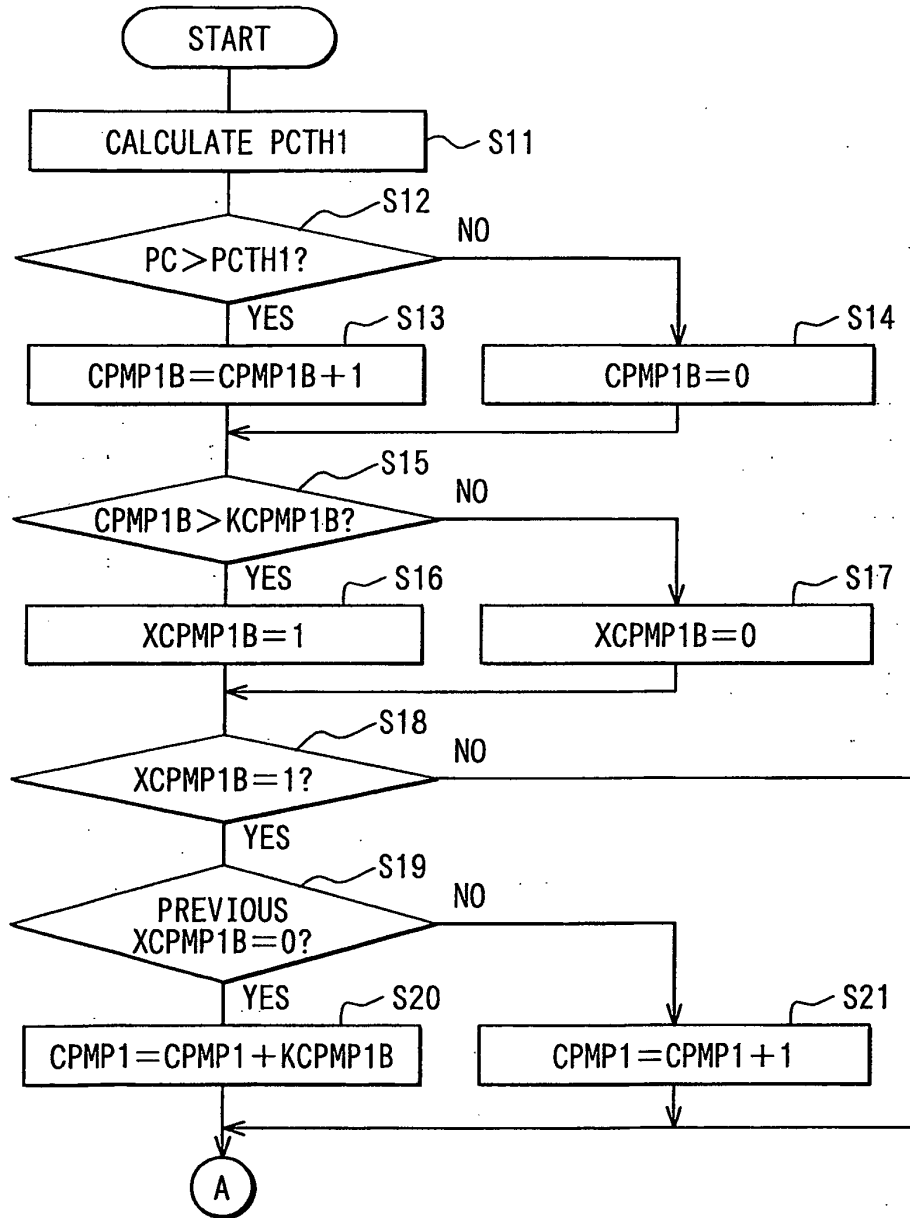 START
CALCULATE PCTH1
S11
S12
PC>PCTH1?
NO
YES
S13
CPMP1B=CPMP1B+1
S14
CPMP1B=0
S15
CPMP1B>KCPMP1B?
NO
YES
S16
XCPMP1B=1
S17
XCPMP1B=0
S18
XCPMP1B=1?
NO
YES
S19
PREVIOUS
XCPMP1B=0?
NO
YES
S20
CPMP1=CPMP1+KCPMP1B
S21
CPMP1=CPMP1+1
A